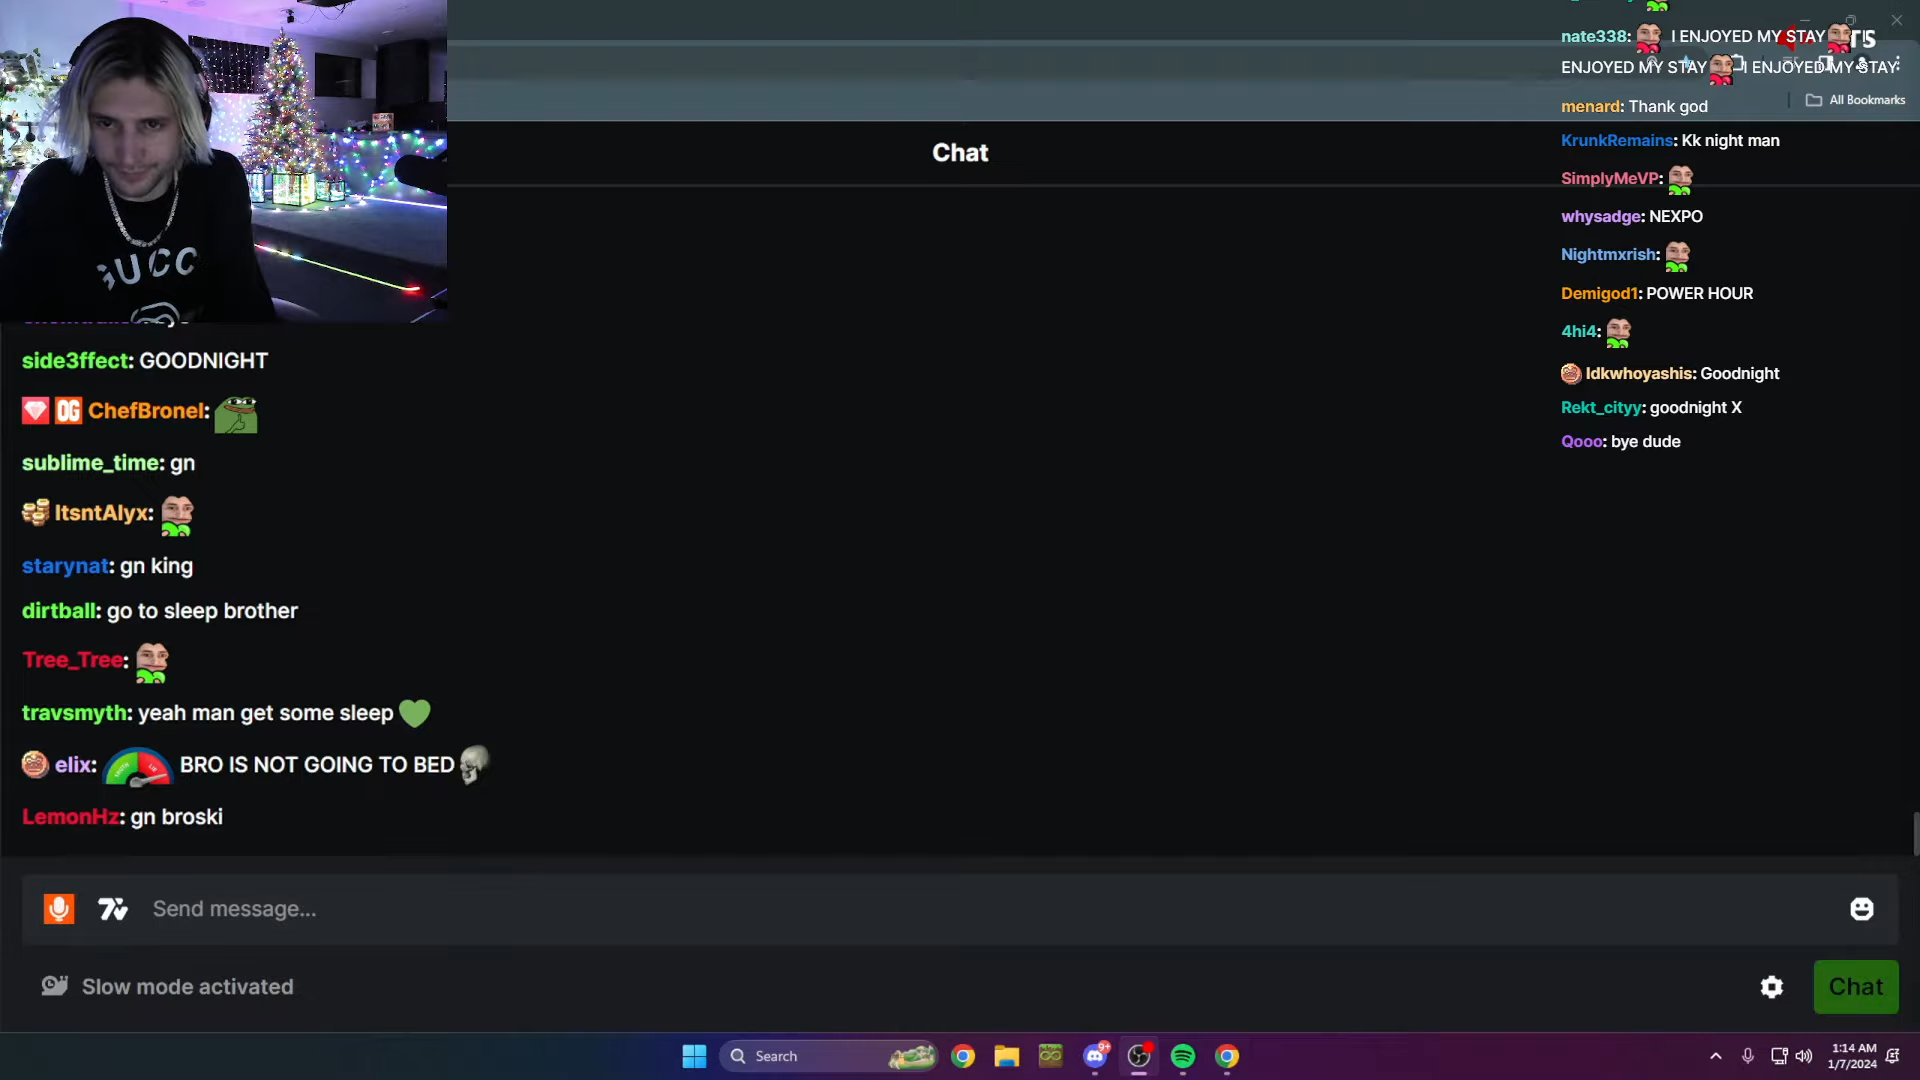 GUCC
Chat
side3ffect: GOODNIGHT
OG ChefBronel:
sublime_time: gn
ItsntAlyx:
starynat: gn king
dirtball: go to sleep brother
Tree_Tree:
travsmyth: yeah man get some sleep
elix: BRO IS NOT GOING TO BED
LemonHz: gn broski
Send message...
Slow mode activated
Chat
nate338: I ENJOYED MY STAY I
ENJOYED MY STAY I ENJOYED MY STAY
All Bookmarks
menard: Thank god
KrunkRemains: Kk night man
SimplyMeVP:
whysadge: NEXPO
Nightmxrish:
Demigod1: POWER HOUR
4hi4:
Idkwhoyashis: Goodnight
Rekt_cityy: goodnight X
Qooo: bye dude
Search
9+
1:14 AM
1/7/2024